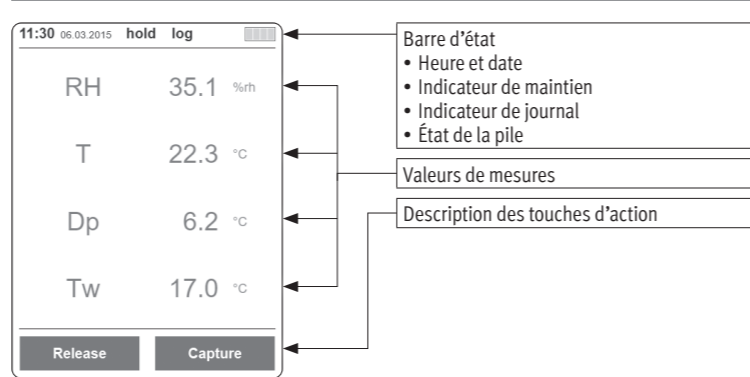 11:30 06.03.2015 hold log
RH 35.1 %rh
T 22.3 °C
Dp 6.2 °C
Tw 17.0 °C
Release Capture
Barre d’état
• Heure et date
• Indicateur de maintien
• Indicateur de journal
• État de la pile
Valeurs de mesures
Description des touches d’action